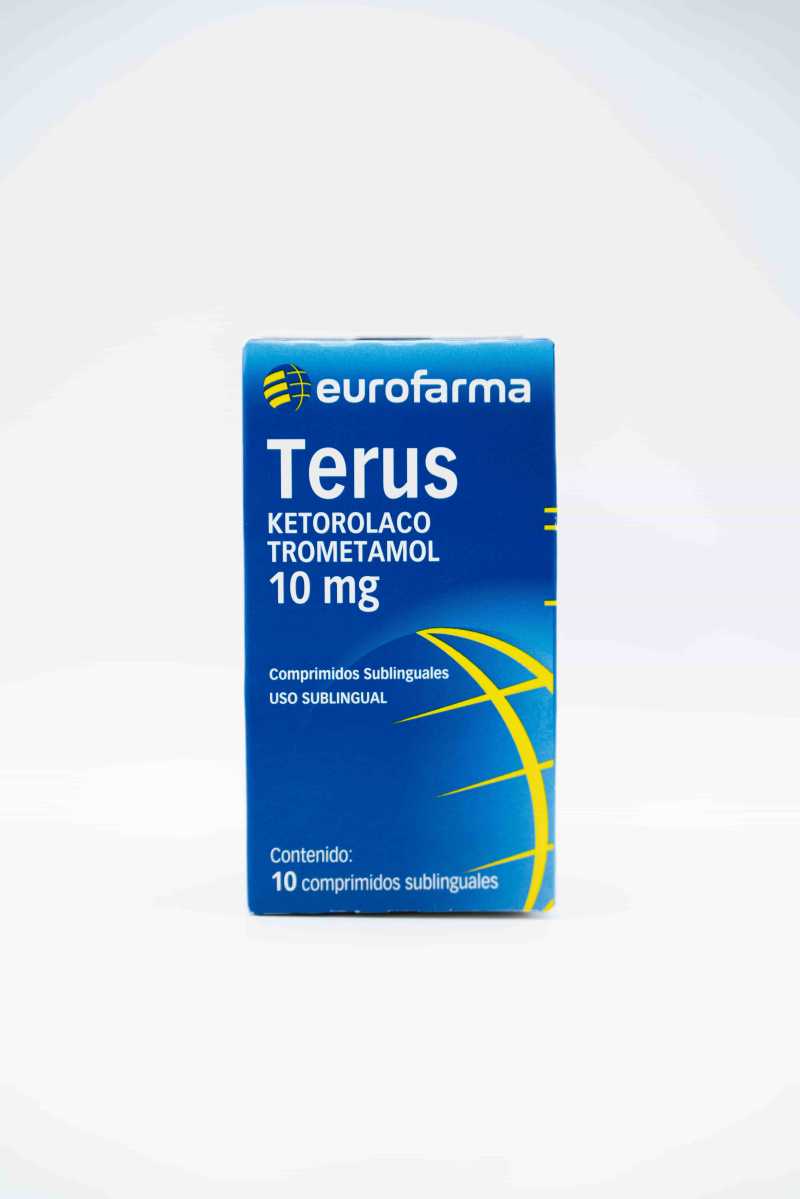 eurofarma
Terus
KETOROLACO
TROMETAMOL
10 mg
Comprimidos Sublinguales
USO SUBLINGUAL
Contenido:
10 comprimidos sublinguales